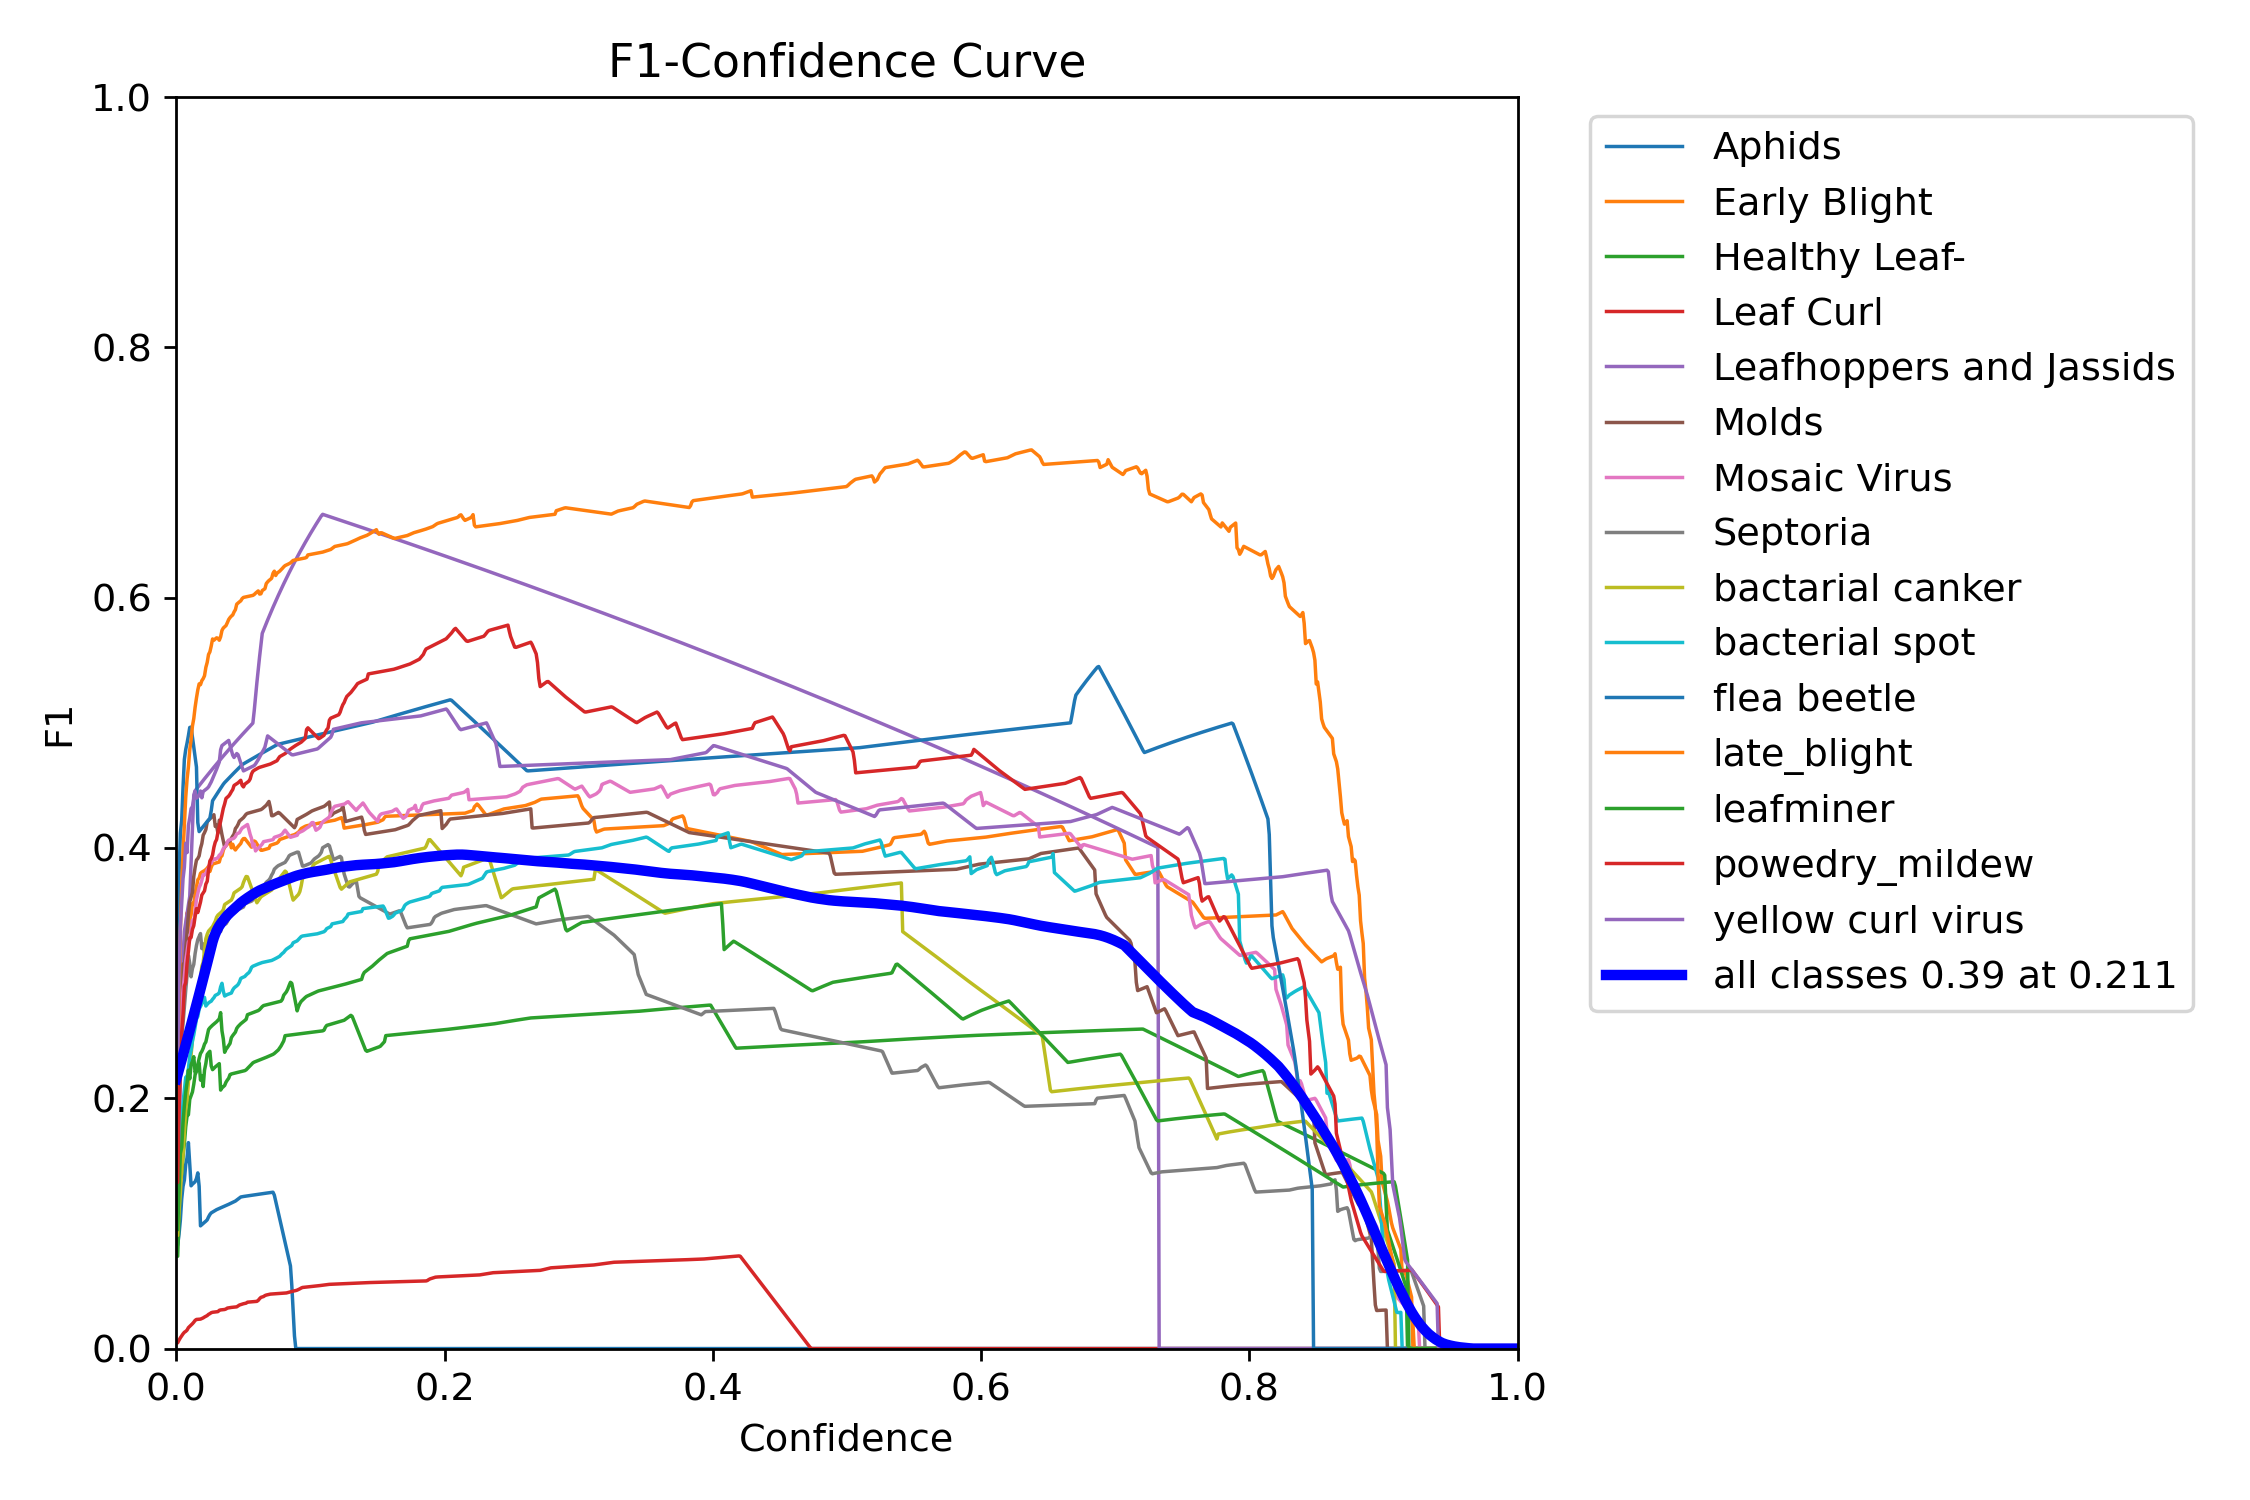 F1-Confidence Curve
1.0
0.8
0.6
0.4
0.2
0.0
F1
0.0 0.2 0.4 0.6 0.8 1.0
Confidence
Aphids
Early Blight
Healthy Leaf-
Leaf Curl
Leafhoppers and Jassids
Molds
Mosaic Virus
Septoria
bactarial canker
bacterial spot
flea beetle
late_blight
leafminer
powedry_mildew
yellow curl virus
all classes 0.39 at 0.211